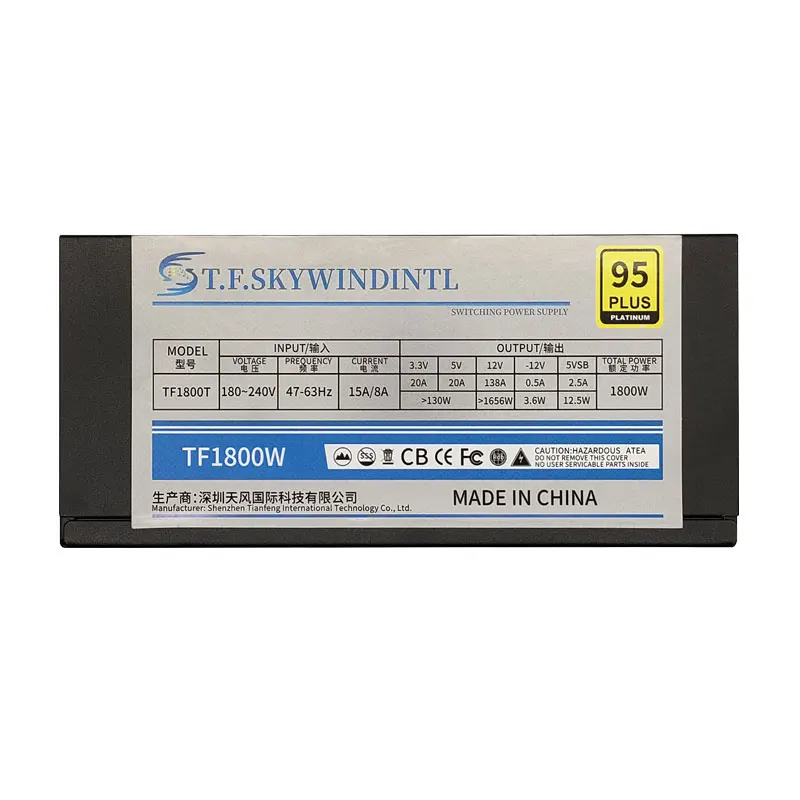 T.F.SKYWINDINTL
SWITCHING POWER SUPPLY
95
PLUS
PLATINUM
MODEL
型号
INPUT/输入
OUTPUT/输出
VOLTAGE
电压
PREQUENCY
频率
CURRENT
电流
3.3V 5V 12V -12V 5VSB
TOTAL POWER
额定功率
TF1800T 180~240V 47-63Hz 15A/8A
20A 20A 138A 0.5A 2.5A
>130W >1656W 3.6W 12.5W
1800W
TF1800W
CB CE FC
CAUTION:HAZARDOUS ATEA
DO NOT REMOVE THIS COVER
NO USER SERVICABLE PARTS INSIDE
生产商:深圳天风国际科技有限公司
Manufacturer: Shenzhen Tianfeng International Technology Co., Ltd.
MADE IN CHINA